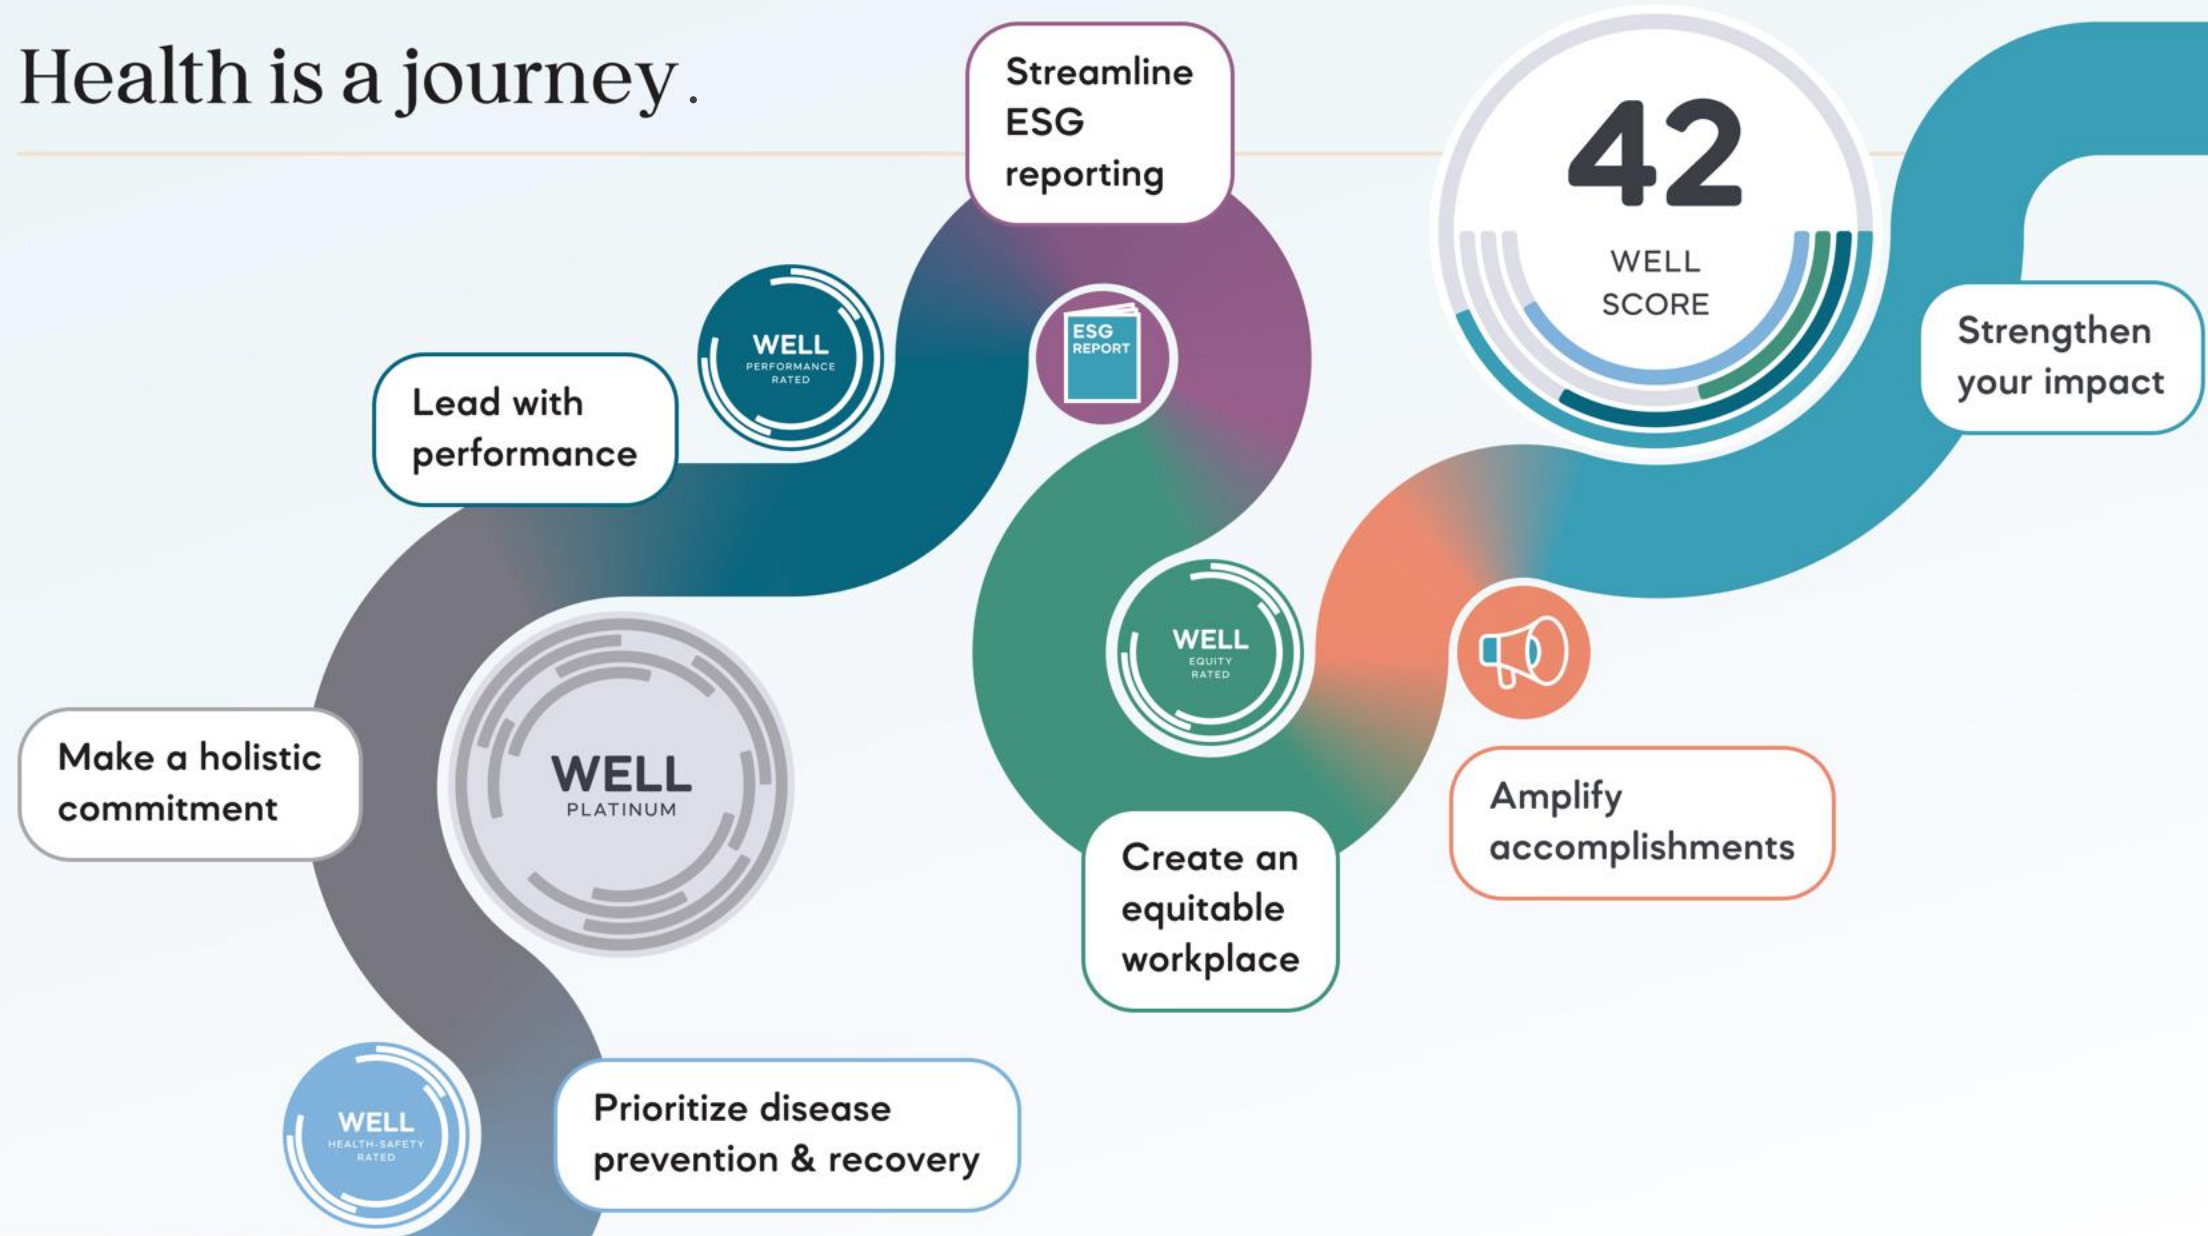 Health is a journey.
Streamline
ESG
reporting
42
WELL
SCORE
WELL
PERFORMANCE
RATED
ESG
REPORT
Strengthen
your impact
Lead with
performance
WELL
EQUITY
RATED
Make a holistic
commitment
WELL
PLATINUM
Amplify
accomplishments
Create an
equitable
workplace
WELL
HEALTH-SAFETY
RATED
Prioritize disease
prevention & recovery